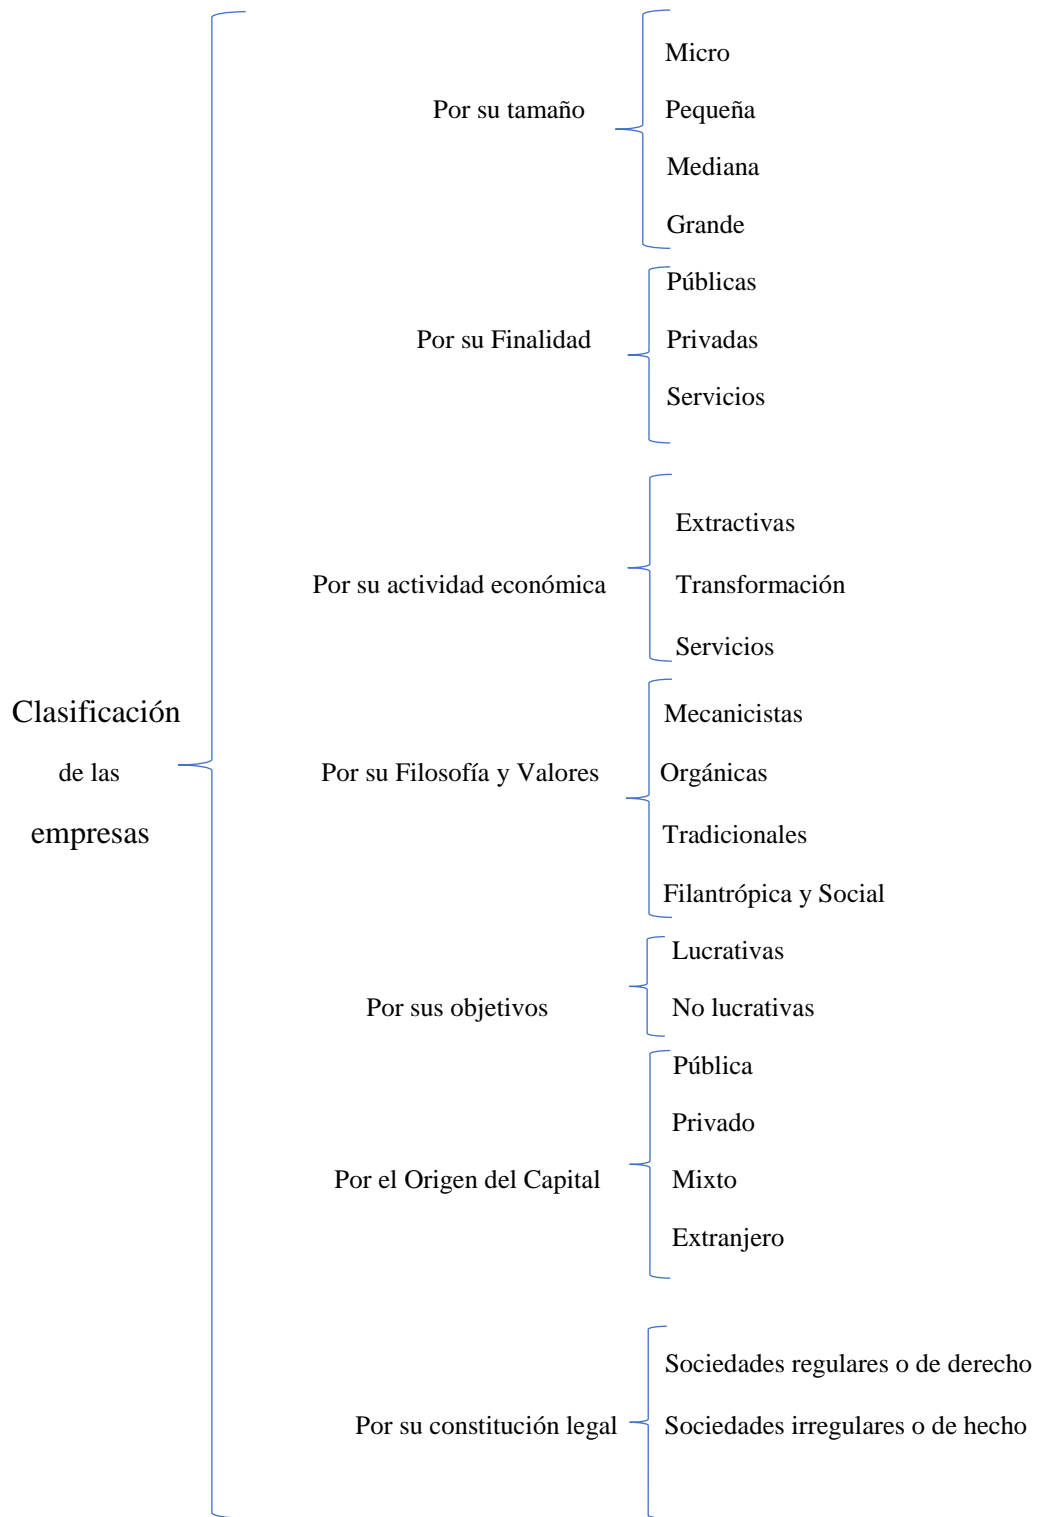 Micro
Por su tamaño
Pequeña
Mediana
Grande
Públicas
Por su Finalidad
Privadas
Servicios
Extractivas
Por su actividad económica
Transformación
Servicios
Clasificación
de las
empresas
Mecanicistas
Por su Filosofía y Valores
Orgánicas
Tradicionales
Filantrópica y Social
Lucrativas
Por sus objetivos
No lucrativas
Pública
Privado
Por el Origen del Capital
Mixto
Extranjero
Sociedades regulares o de derecho
Por su constitución legal
Sociedades irregulares o de hecho